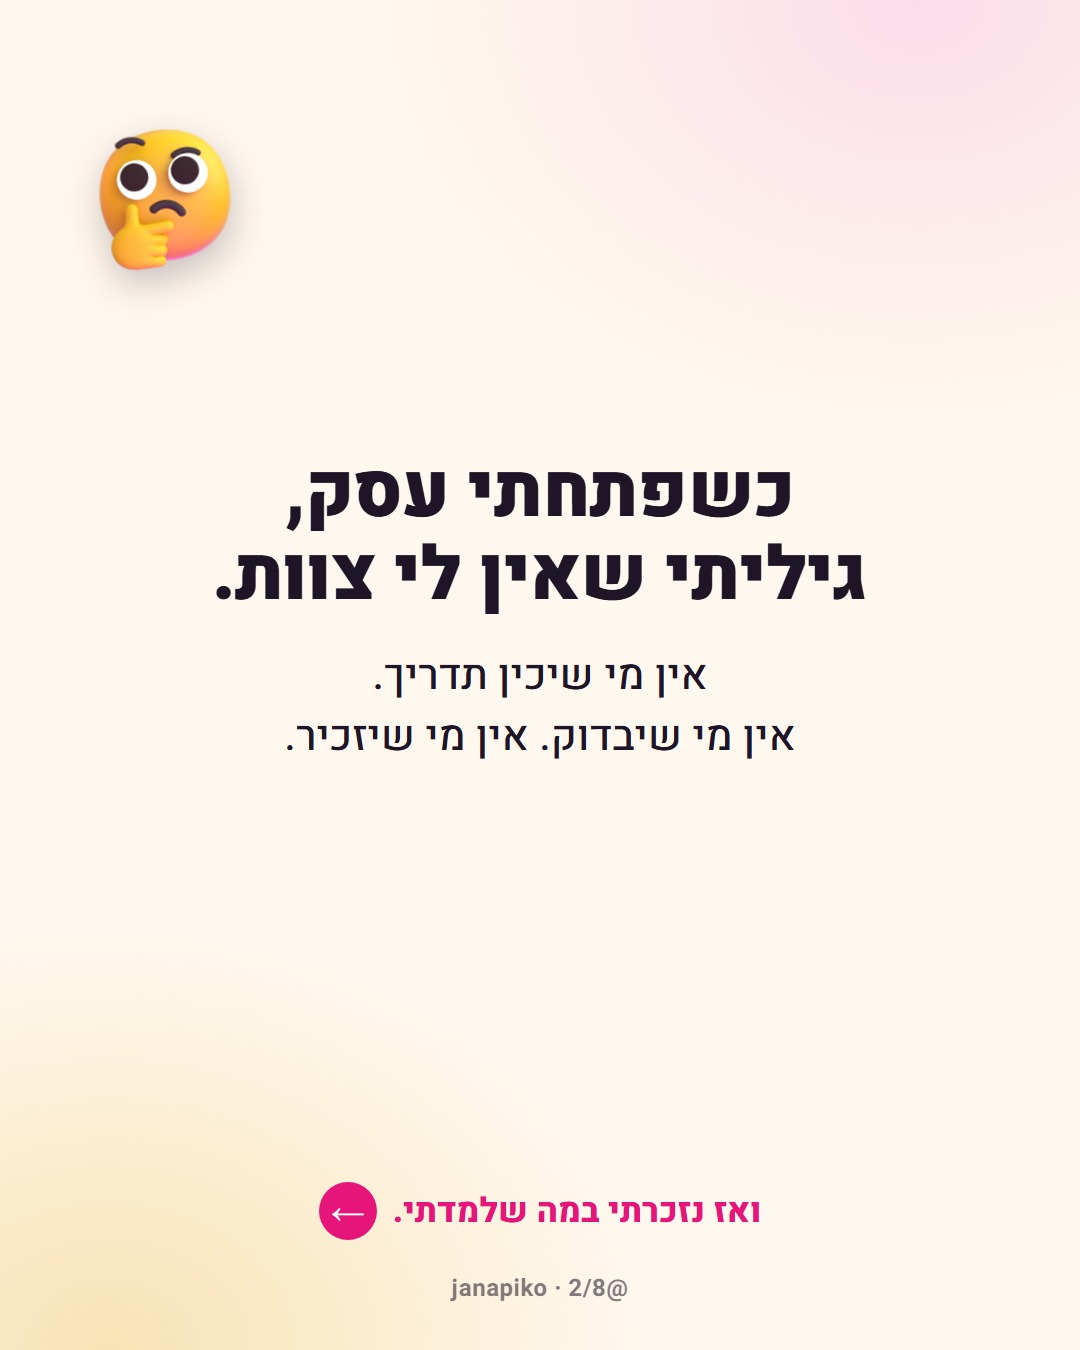 כשפתחתי עסק,
גיליתי שאין לי צוות.
אין מי שיכין תדריך.
אין מי שיבדוק. אין מי שיזכיר.
ואז נזכרתי במה שלמדתי. ←
janapiko · 2/8@